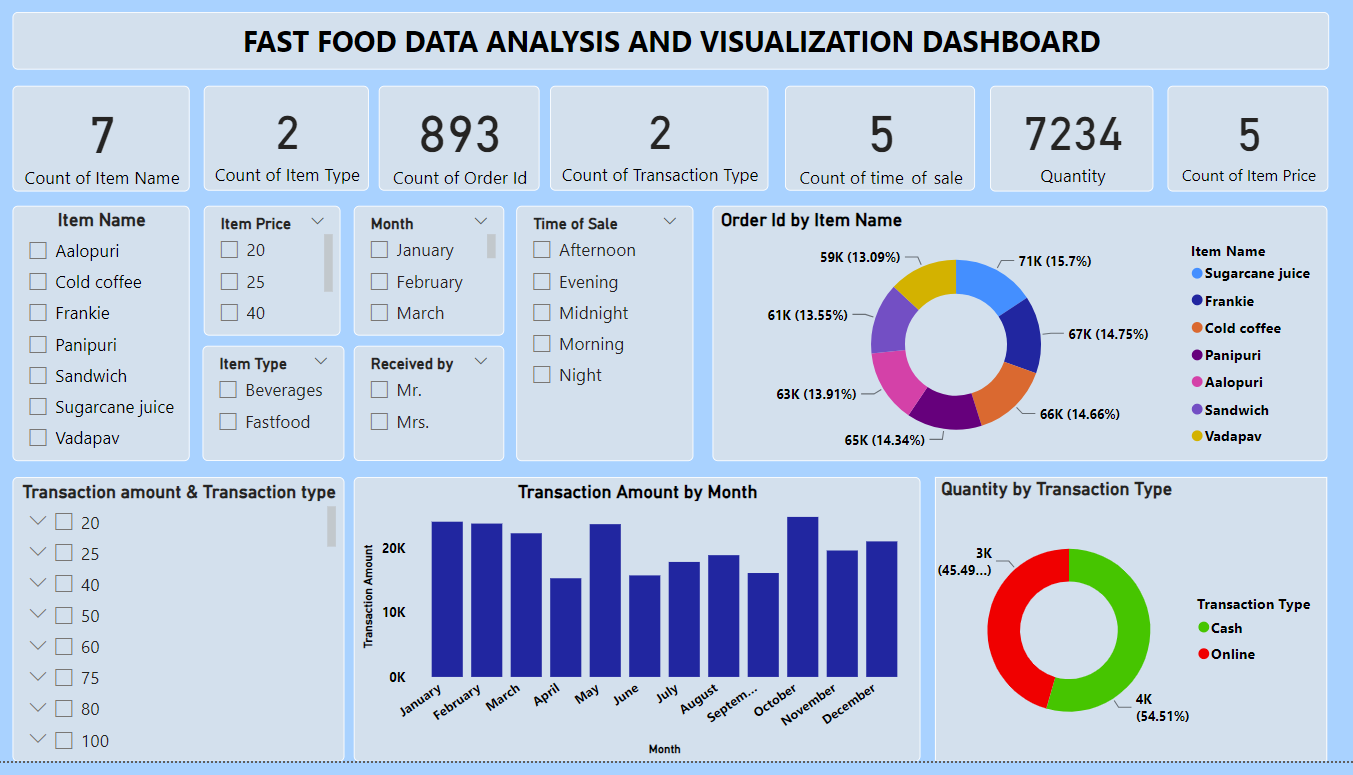 FAST FOOD DATA ANALYSIS AND VISUALIZATION DASHBOARD
7
Count of Item Name
2
Count of Item Type
893
Count of Order Id
2
Count of Transaction Type
5
Count of time of sale
7234
Quantity
5
Count of Item Price
Item Name
Aalopuri
Cold coffee
Frankie
Panipuri
Sandwich
Sugarcane juice
Vadapav
Item Price
20
25
40
Month
January
February
March
Item Type
Beverages
Fastfood
Received by
Mr.
Mrs.
Time of Sale
Afternoon
Evening
Midnight
Morning
Night
Order Id by Item Name
59K (13.09%)
71K (15.7%)
61K (13.55%)
67K (14.75%)
63K (13.91%)
66K (14.66%)
65K (14.34%)
Item Name
Sugarcane juice
Frankie
Cold coffee
Panipuri
Aalopuri
Sandwich
Vadapav
Transaction amount & Transaction type
20
25
40
50
60
75
80
100
Transaction Amount by Month
Transaction Amount
20K
10K
0K
January
February
March
April
May
June
July
August
Septem...
October
November
December
Month
Quantity by Transaction Type
3K
(45.49...)
4K
(54.51%)
Transaction Type
Cash
Online